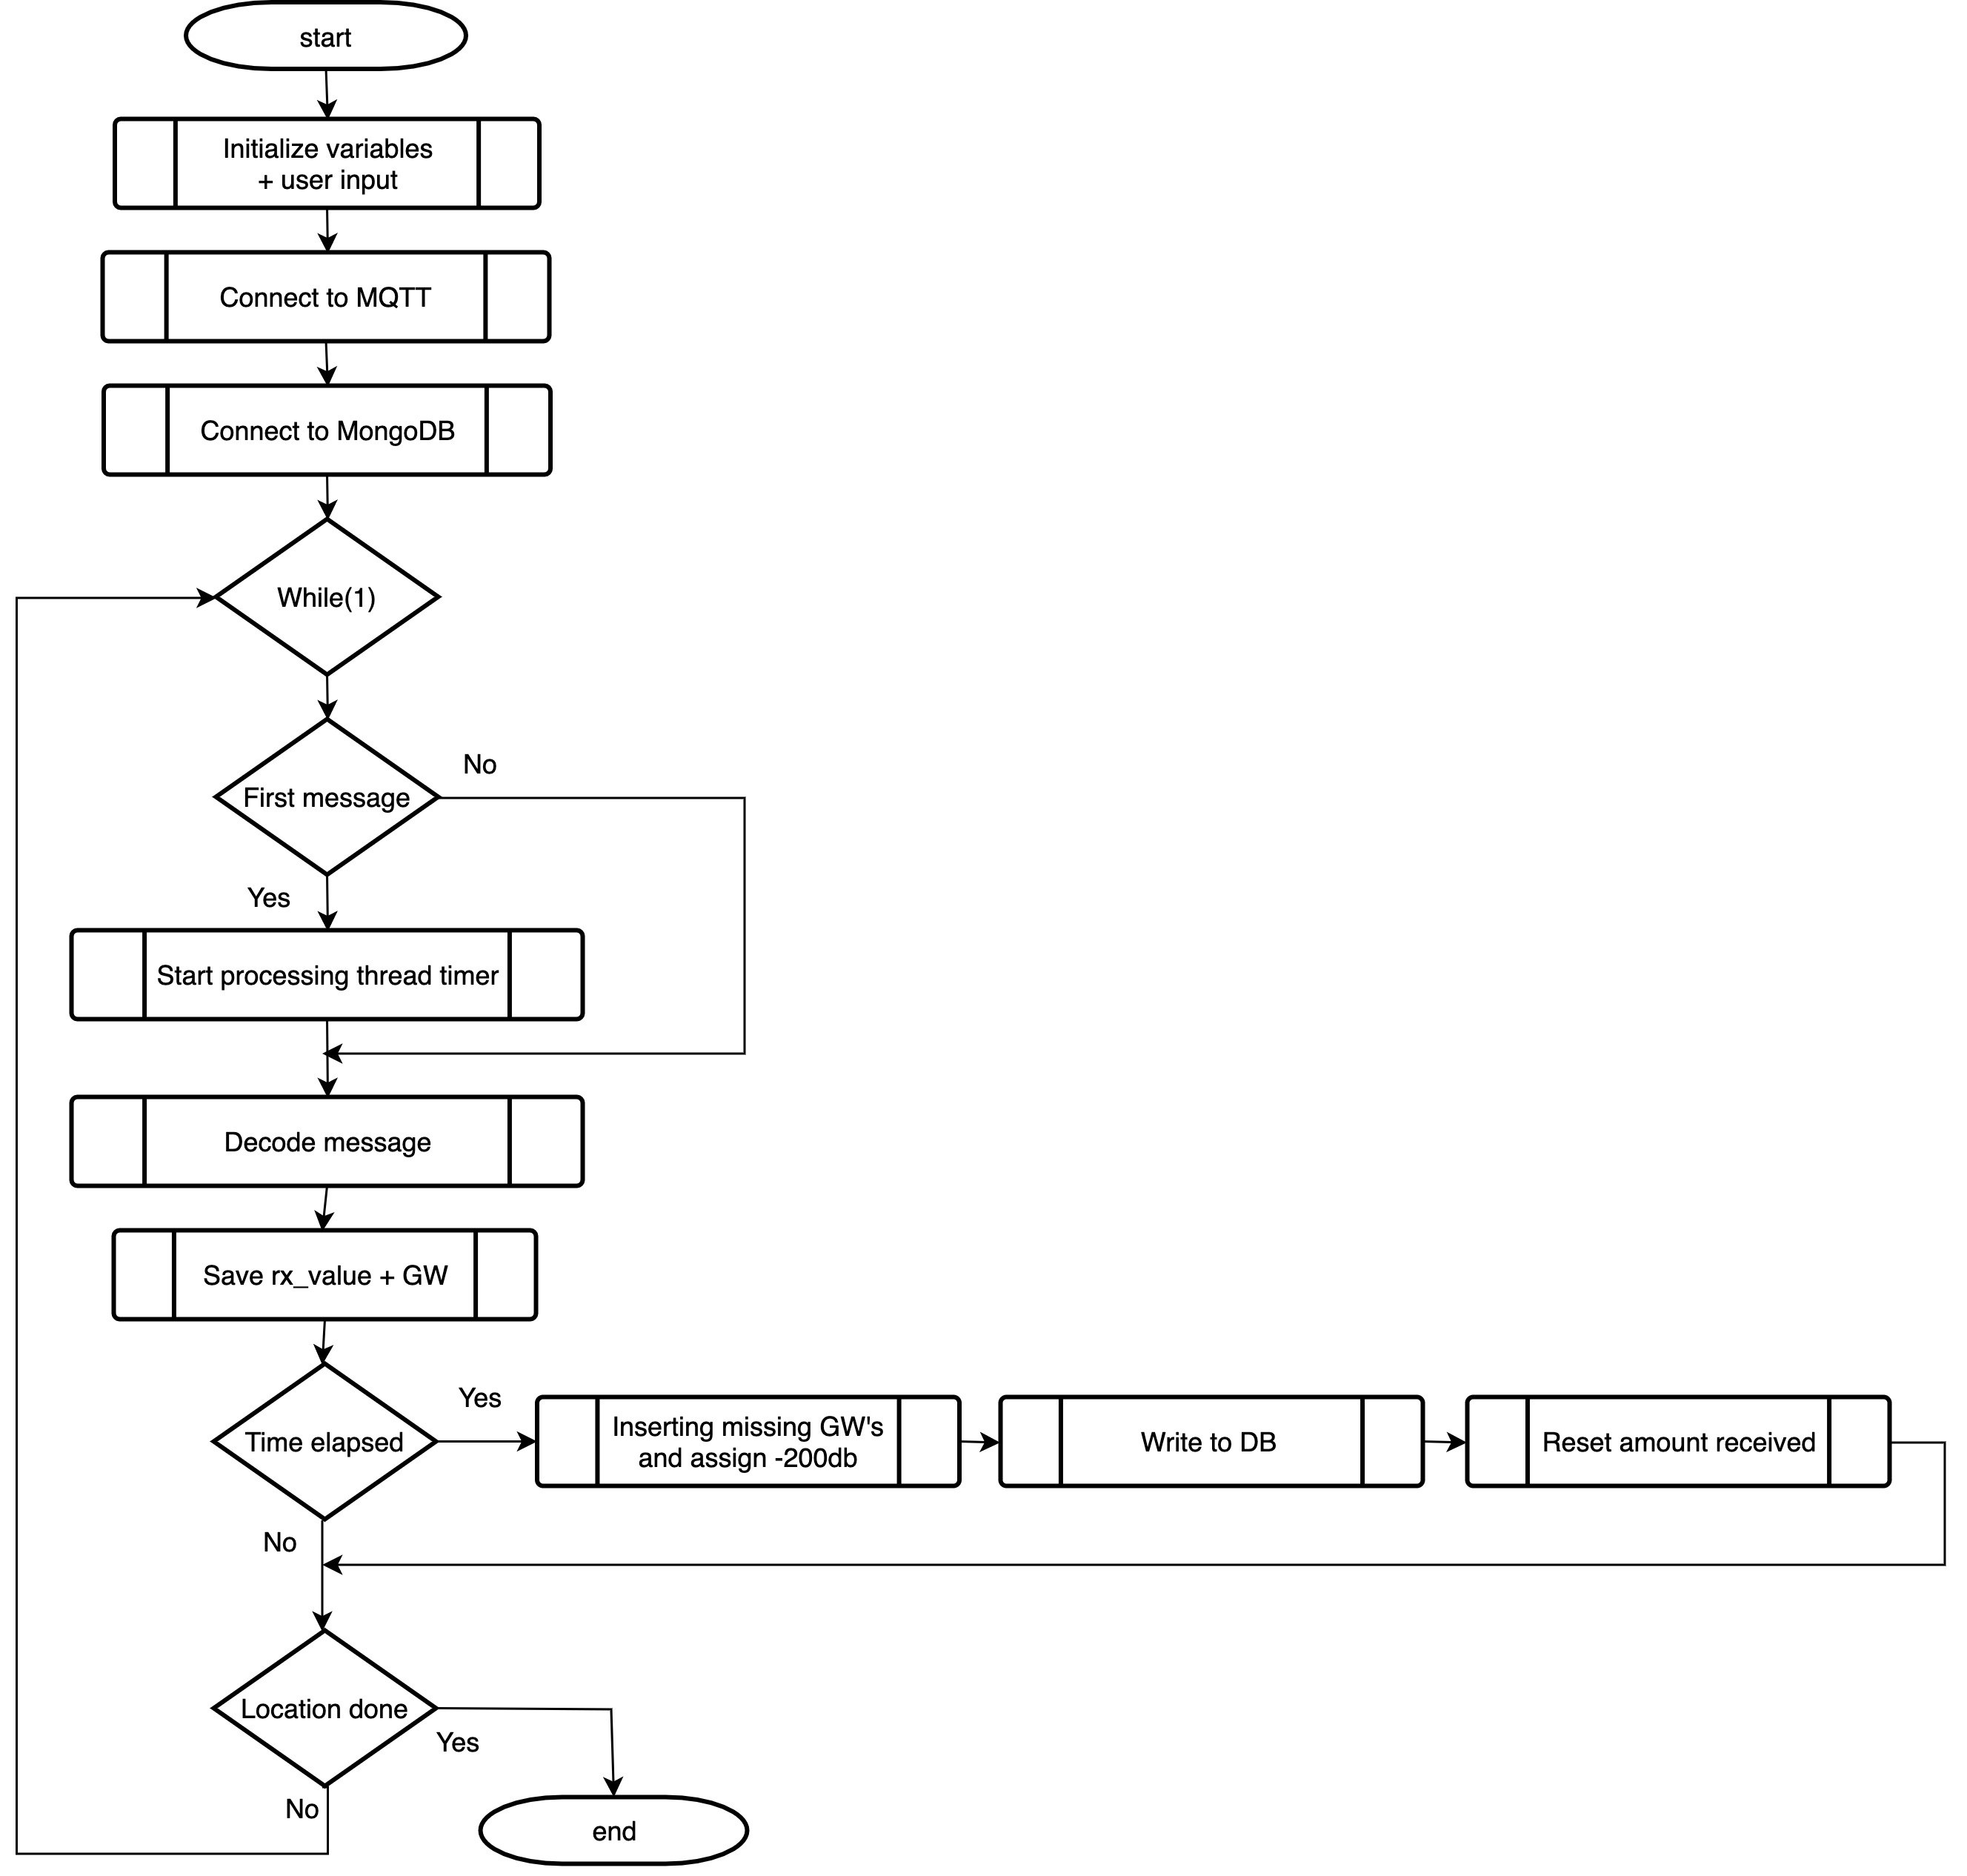 start
Initialize variables
+ user input
Connect to MQTT
Connect to MongoDB
While(1)
No
First message
Yes
Start processing thread timer
Decode message
Save rx_value + GW
Time elapsed
Yes
Inserting missing GW's
and assign -200db
Write to DB
Reset amount received
No
Location done
Yes
No
end